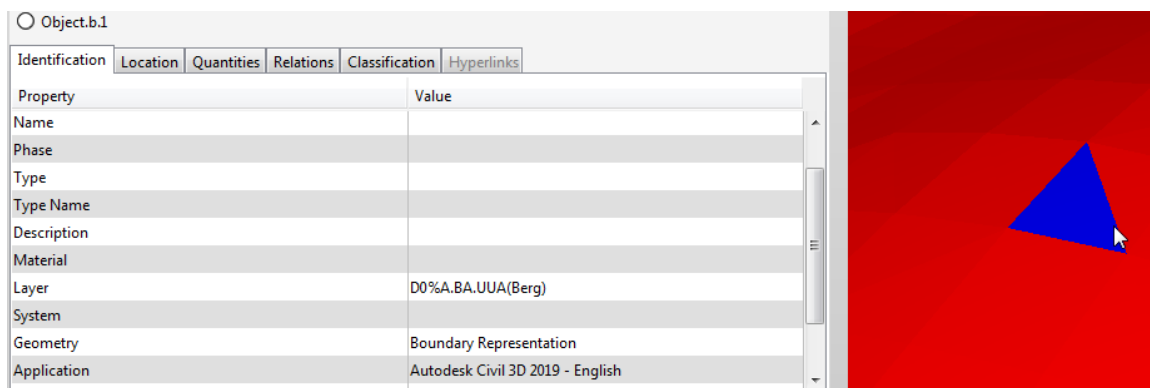 Object.b.1
Identification Location Quantities Relations Classification Hyperlinks
Property Value
Name
Phase
Type
Type Name
Description
Material
Layer D0%A.BA.UUA(Berg)
System
Geometry Boundary Representation
Application Autodesk Civil 3D 2019 - English